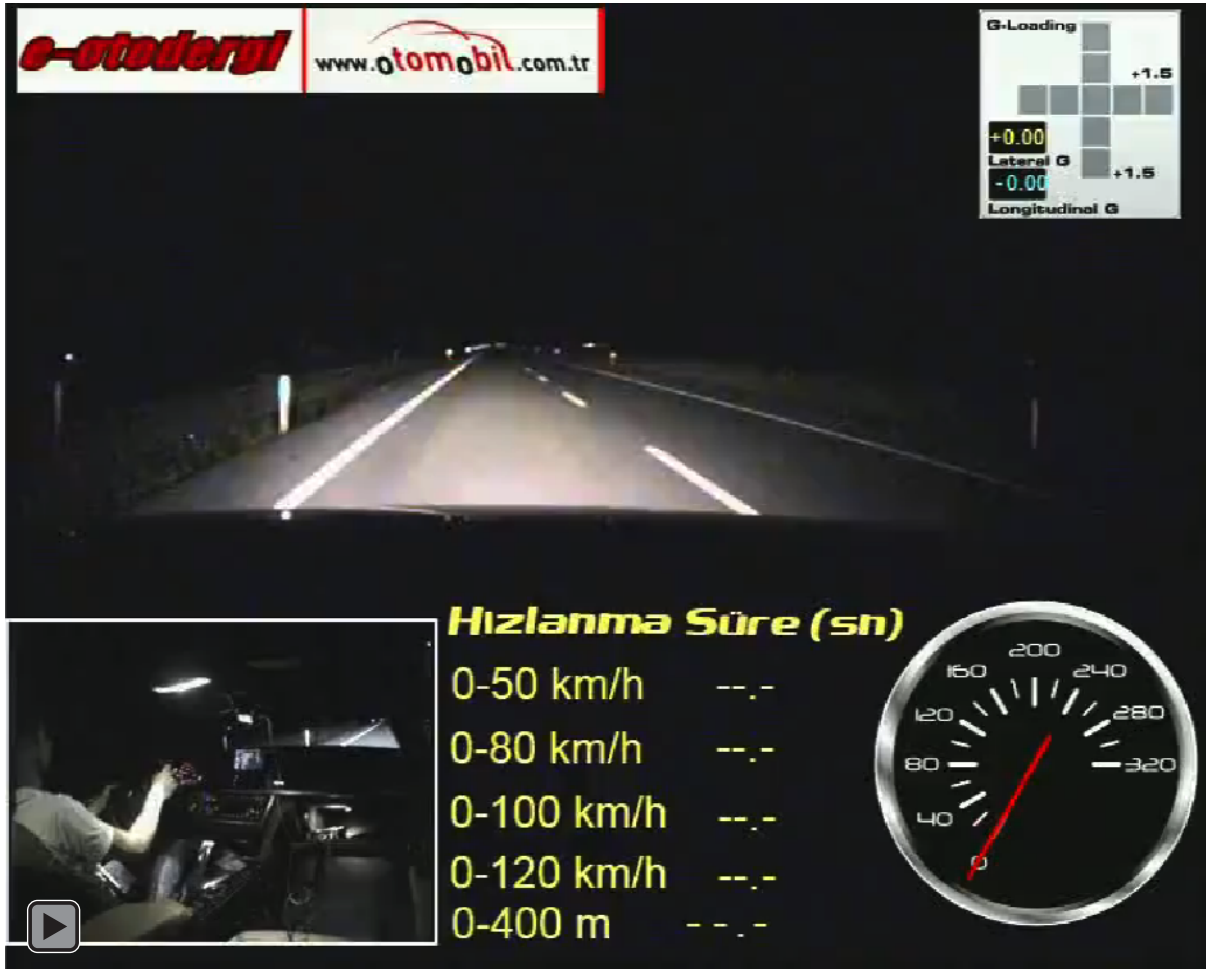 e-otodergi
www.otomobil.com.tr
G-Loading
+1.5
+0.00
Lateral G
-0.00
+1.5
Longitudinal G
Hızlanma Süre (sn)
0-50 km/h --.-
0-80 km/h --.-
0-100 km/h --.-
0-120 km/h --.-
0-400 m --.-
0
40
80
120
160
200
240
280
320